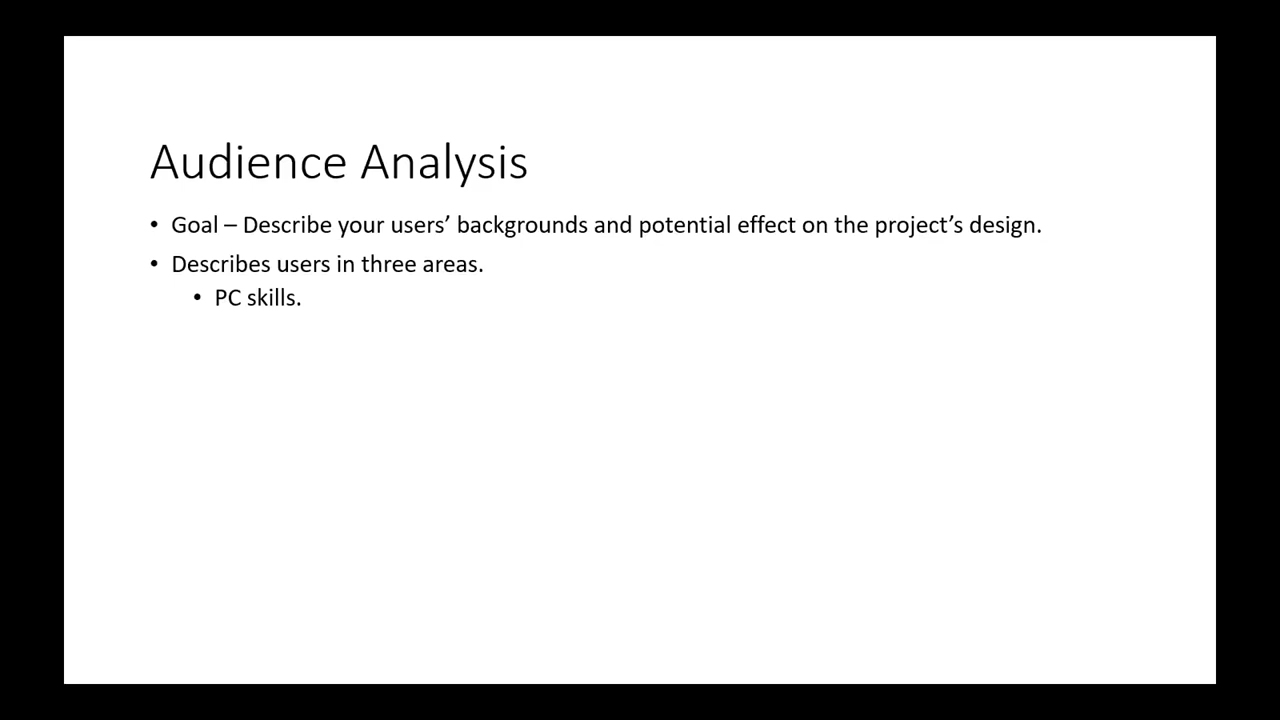 Audience Analysis
• Goal – Describe your users’ backgrounds and potential effect on the project’s design.
• Describes users in three areas.
• PC skills.